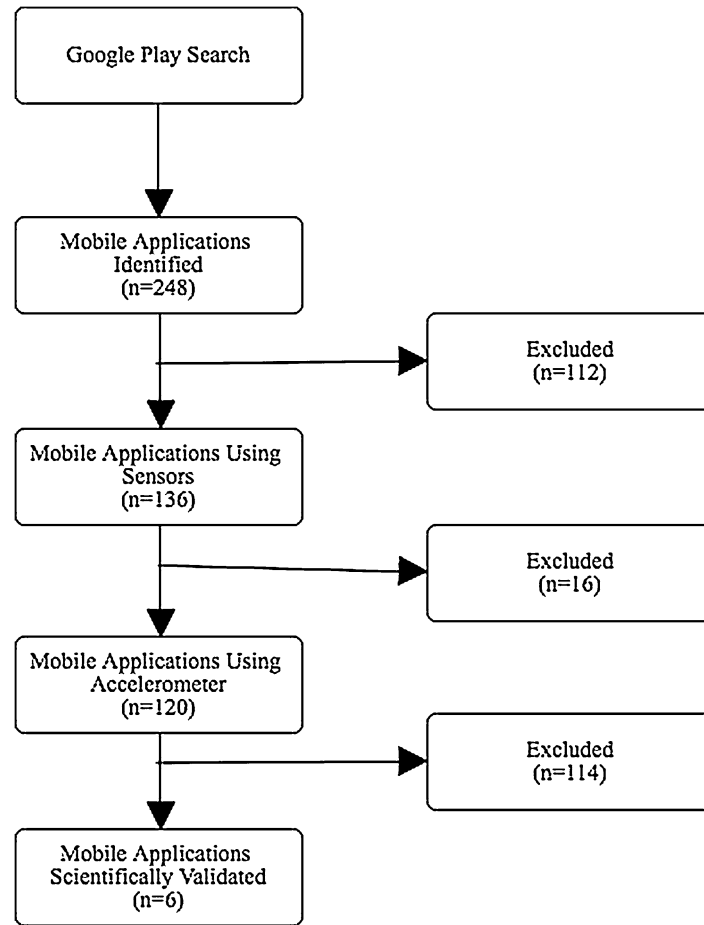 Google Play Search
Mobile Applications
Identified
(n=248)
Excluded
(n=112)
Mobile Applications Using
Sensors
(n=136)
Excluded
(n=16)
Mobile Applications Using
Accelerometer
(n=120)
Excluded
(n=114)
Mobile Applications
Scientifically Validated
(n=6)